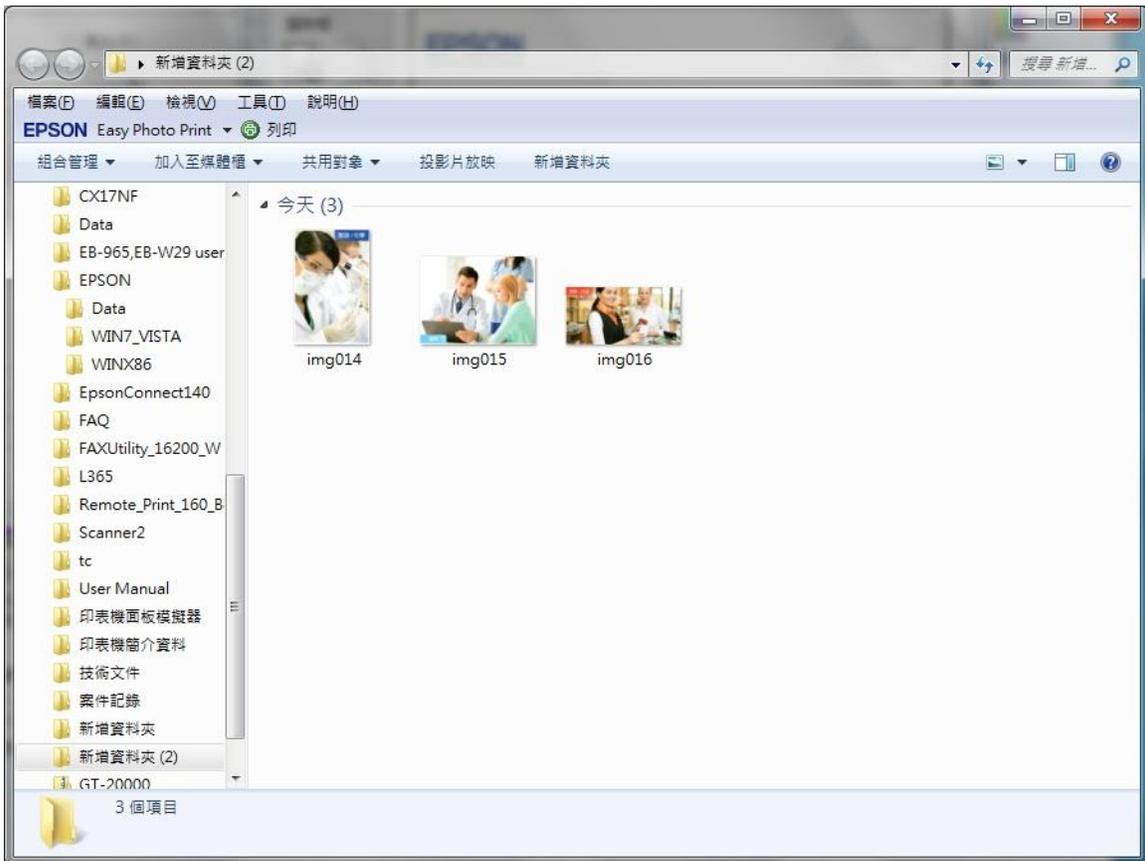 新增資料夾 (2)
搜尋 新增...
檔案(F) 編輯(E) 檢視(V) 工具(T) 說明(H)
EPSON Easy Photo Print 列印
組合管理 加入至媒體櫃 共用對象 投影片放映 新增資料夾
CX17NF
Data
EB-965,EB-W29 user
EPSON
Data
WIN7_VISTA
WINX86
EpsonConnect140
FAQ
FAXUtility_16200_W
L365
Remote_Print_160_B
Scanner2
tc
User Manual
印表機面板模擬器
印表機簡介資料
技術文件
案件記錄
新增資料夾
新增資料夾 (2)
GT-20000
今天 (3)
img014
img015
img016
3 個項目